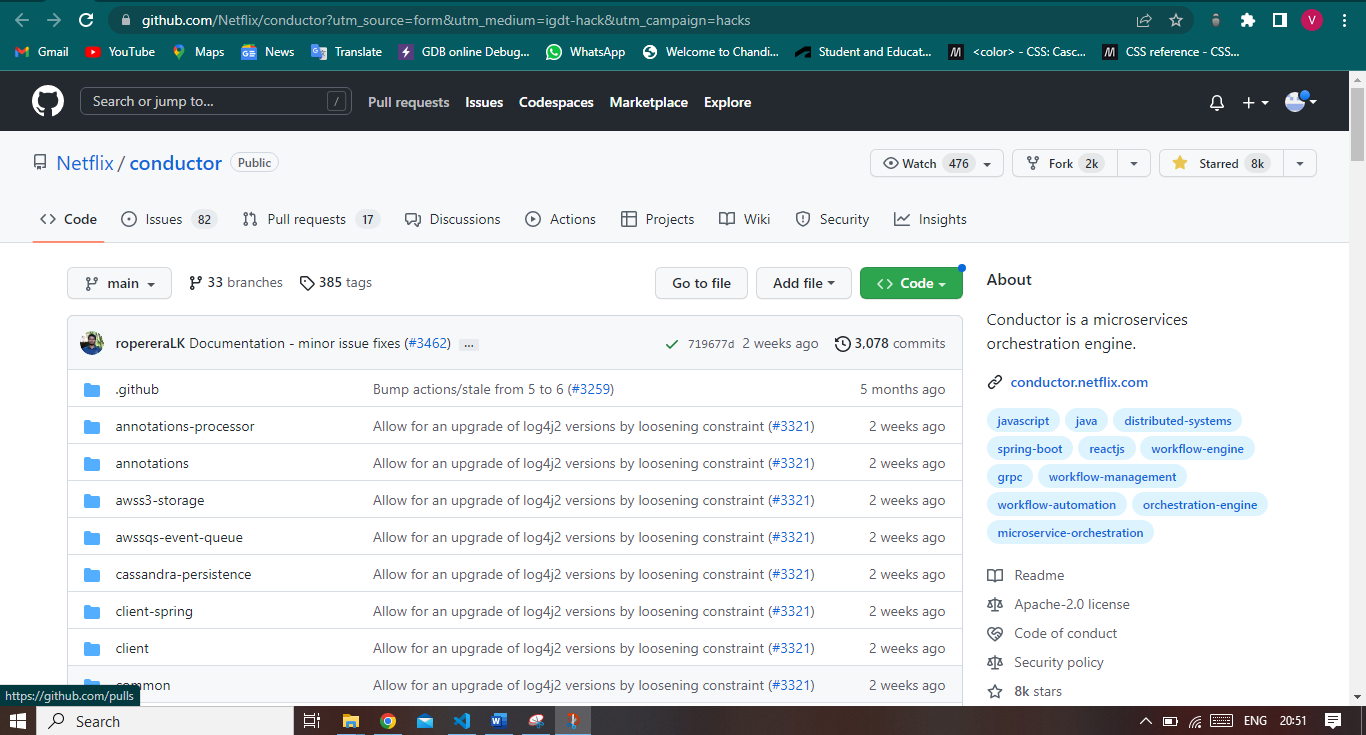 github.com/Netflix/conductor?utm_source=form&utm_medium=igdt-hack&utm_campaign=hacks
V
Gmail YouTube Maps News Translate GDB online Debug... WhatsApp Welcome to Chandi... Student and Educat... <color> - CSS: Casc... CSS reference - CSS...
Search or jump to... / Pull requests Issues Codespaces Marketplace Explore
Netflix / conductor Public Watch 476 Fork 2k Starred 8k
Code Issues 82 Pull requests 17 Discussions Actions Projects Wiki Security Insights
main 33 branches 385 tags Go to file Add file Code
ropereraLK Documentation - minor issue fixes (#3462) ... 719677d 2 weeks ago 3,078 commits
.github Bump actions/stale from 5 to 6 (#3259) 5 months ago
annotations-processor Allow for an upgrade of log4j2 versions by loosening constraint (#3321) 2 weeks ago
annotations Allow for an upgrade of log4j2 versions by loosening constraint (#3321) 2 weeks ago
awss3-storage Allow for an upgrade of log4j2 versions by loosening constraint (#3321) 2 weeks ago
awssqs-event-queue Allow for an upgrade of log4j2 versions by loosening constraint (#3321) 2 weeks ago
cassandra-persistence Allow for an upgrade of log4j2 versions by loosening constraint (#3321) 2 weeks ago
client-spring Allow for an upgrade of log4j2 versions by loosening constraint (#3321) 2 weeks ago
client Allow for an upgrade of log4j2 versions by loosening constraint (#3321) 2 weeks ago
common Allow for an upgrade of log4j2 versions by loosening constraint (#3321) 2 weeks ago
About
Conductor is a microservices
orchestration engine.
conductor.netflix.com
javascript java distributed-systems
spring-boot reactjs workflow-engine
grpc workflow-management
workflow-automation orchestration-engine
microservice-orchestration
Readme
Apache-2.0 license
Code of conduct
Security policy
8k stars
https://github.com/pulls
Search ENG 20:51